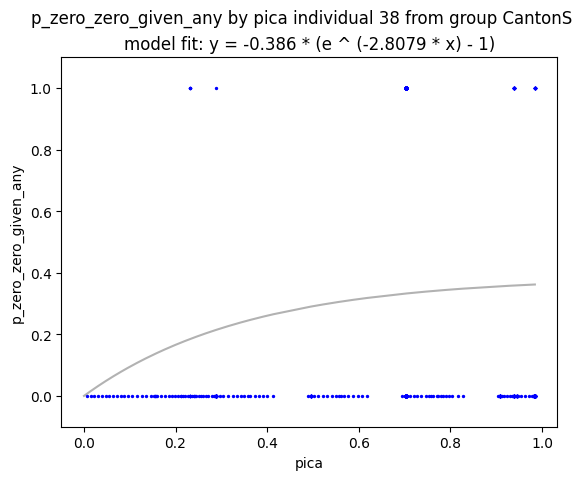 p_zero_zero_given_any by pica individual 38 from group CantonS
model fit: y = -0.386 * (e ^ (-2.8079 * x) - 1)
p_zero_zero_given_any
1.0
0.8
0.6
0.4
0.2
0.0
0.0 0.2 0.4 0.6 0.8 1.0
pica